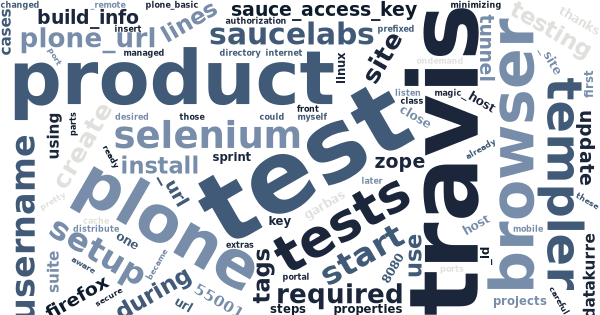 changed
remote
plone_basic
sauce_access_key
minimizing
cases
build_info
insert
lines
authorization
prefixed
thanks
plone_url
saucelabs
testing
port
managed
directory
internet
linux
site
ondemand
tunnel
_site
first
product
travis
browser
templer
listen
class
magic_
host
close
front
create
desired
those
could
myself
using
parts
selenium
test
update
ready
install
sprint
zope
already
_url
later
these
pretty
username
plone
key
garbas
tests
cache
distribute
one
setup
extras
start
use
host
mobile
_id
aware
became
suite
tags
portal
8080
ports
datakurre
firefox
secure
during
url
55001
required
steps
properties
projects
careful